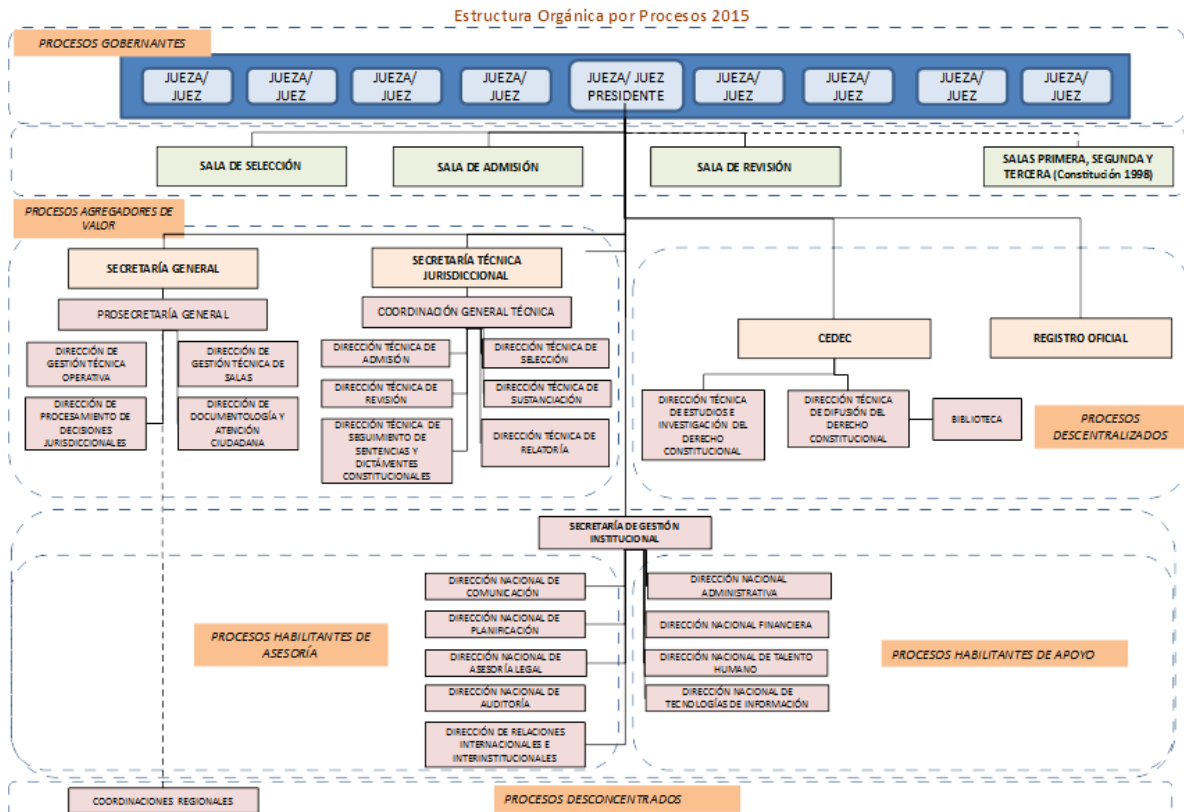 Estructura Orgánica por Procesos 2015
PROCESOS GOBERNANTES
JUEZA/
JUEZ
JUEZA/
JUEZ
JUEZA/
JUEZ
JUEZA/
JUEZ
JUEZA/ JUEZ
PRESIDENTE
JUEZA/
JUEZ
JUEZA/
JUEZ
JUEZA/
JUEZ
JUEZA/
JUEZ
SALA DE SELECCIÓN
SALA DE ADMISIÓN
SALA DE REVISIÓN
SALAS PRIMERA, SEGUNDA Y
TERCERA (Constitución 1998)
PROCESOS AGREGADORES DE
VALOR
SECRETARÍA GENERAL
PROSECRETARÍA GENERAL
DIRECCIÓN DE
GESTIÓN TÉCNICA
OPERATIVA
DIRECCIÓN DE
GESTIÓN TÉCNICA DE
SALAS
DIRECCIÓN DE
PROCESAMIENTO DE
DECISIONES
JURISDICCIONALES
DIRECCIÓN DE
DOCUMENTOLOGÍA Y
ATENCIÓN
CIUDADANA
SECRETARÍA TÉCNICA
JURISDICCIONAL
COORDINACIÓN GENERAL TÉCNICA
DIRECCIÓN TÉCNICA DE
ADMISIÓN
DIRECCIÓN TÉCNICA DE
SELECCIÓN
DIRECCIÓN TÉCNICA DE
REVISIÓN
DIRECCIÓN TÉCNICA DE
SUSTANCIACIÓN
DIRECCIÓN TÉCNICA DE
SEGUIMIENTO DE
SENTENCIAS Y
DICTÁMENTES
CONSTITUCIONALES
DIRECCIÓN TÉCNICA DE
RELATORÍA
CEDEC
REGISTRO OFICIAL
DIRECCIÓN TÉCNICA
DE ESTUDIOS E
INVESTIGACIÓN DEL
DERECHO
CONSTITUCIONAL
DIRECCIÓN TÉCNICA
DE DIFUSIÓN DEL
DERECHO
CONSTITUCIONAL
BIBLIOTECA
PROCESOS
DESCENTRALIZADOS
SECRETARÍA DE GESTIÓN
INSTITUCIONAL
PROCESOS HABILITANTES DE
ASESORÍA
DIRECCIÓN NACIONAL DE
COMUNICACIÓN
DIRECCIÓN NACIONAL DE
PLANIFICACIÓN
DIRECCIÓN NACIONAL DE
ASESORÍA LEGAL
DIRECCIÓN NACIONAL DE
AUDITORÍA
DIRECCIÓN DE RELACIONES
INTERNACIONALES E
INTERINSTITUCIONALES
DIRECCIÓN NACIONAL
ADMINISTRATIVA
DIRECCIÓN NACIONAL FINANCIERA
DIRECCIÓN NACIONAL DE TALENTO
HUMANO
DIRECCIÓN NACIONAL DE
TECNOLOGÍAS DE INFORMACIÓN
PROCESOS HABILITANTES DE APOYO
COORDINACIONES REGIONALES
PROCESOS DESCONCENTRADOS